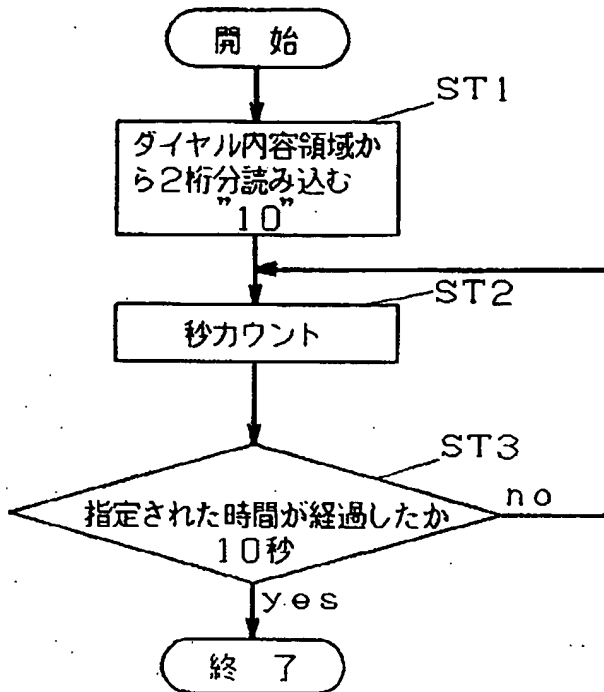 開 始
ST1
ダイヤル内容領域か
ら2桁分読み込む
"10"
ST2
秒カウント
ST3
指定された時間が経過したか
10秒
no
yes
終 了